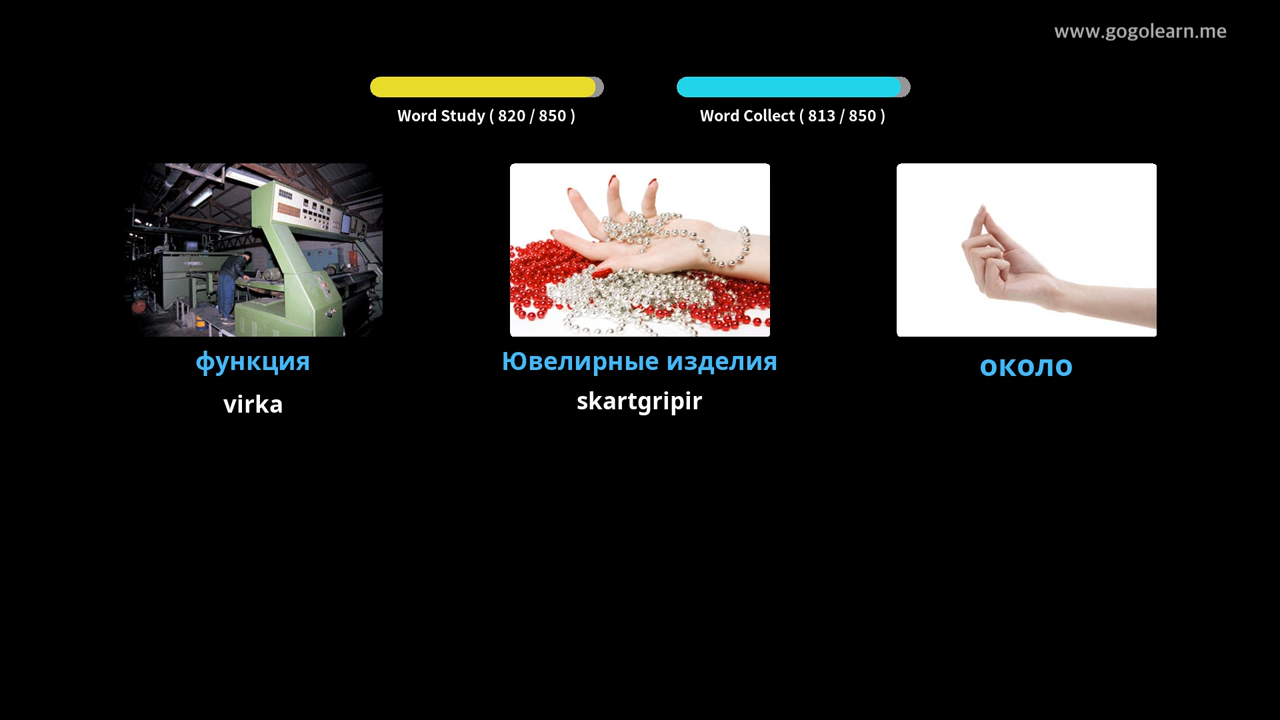 www.gogolearn.me
Word Study ( 820 / 850 )
Word Collect ( 813 / 850 )
функция
virka
Ювелирные изделия
skartgripir
около